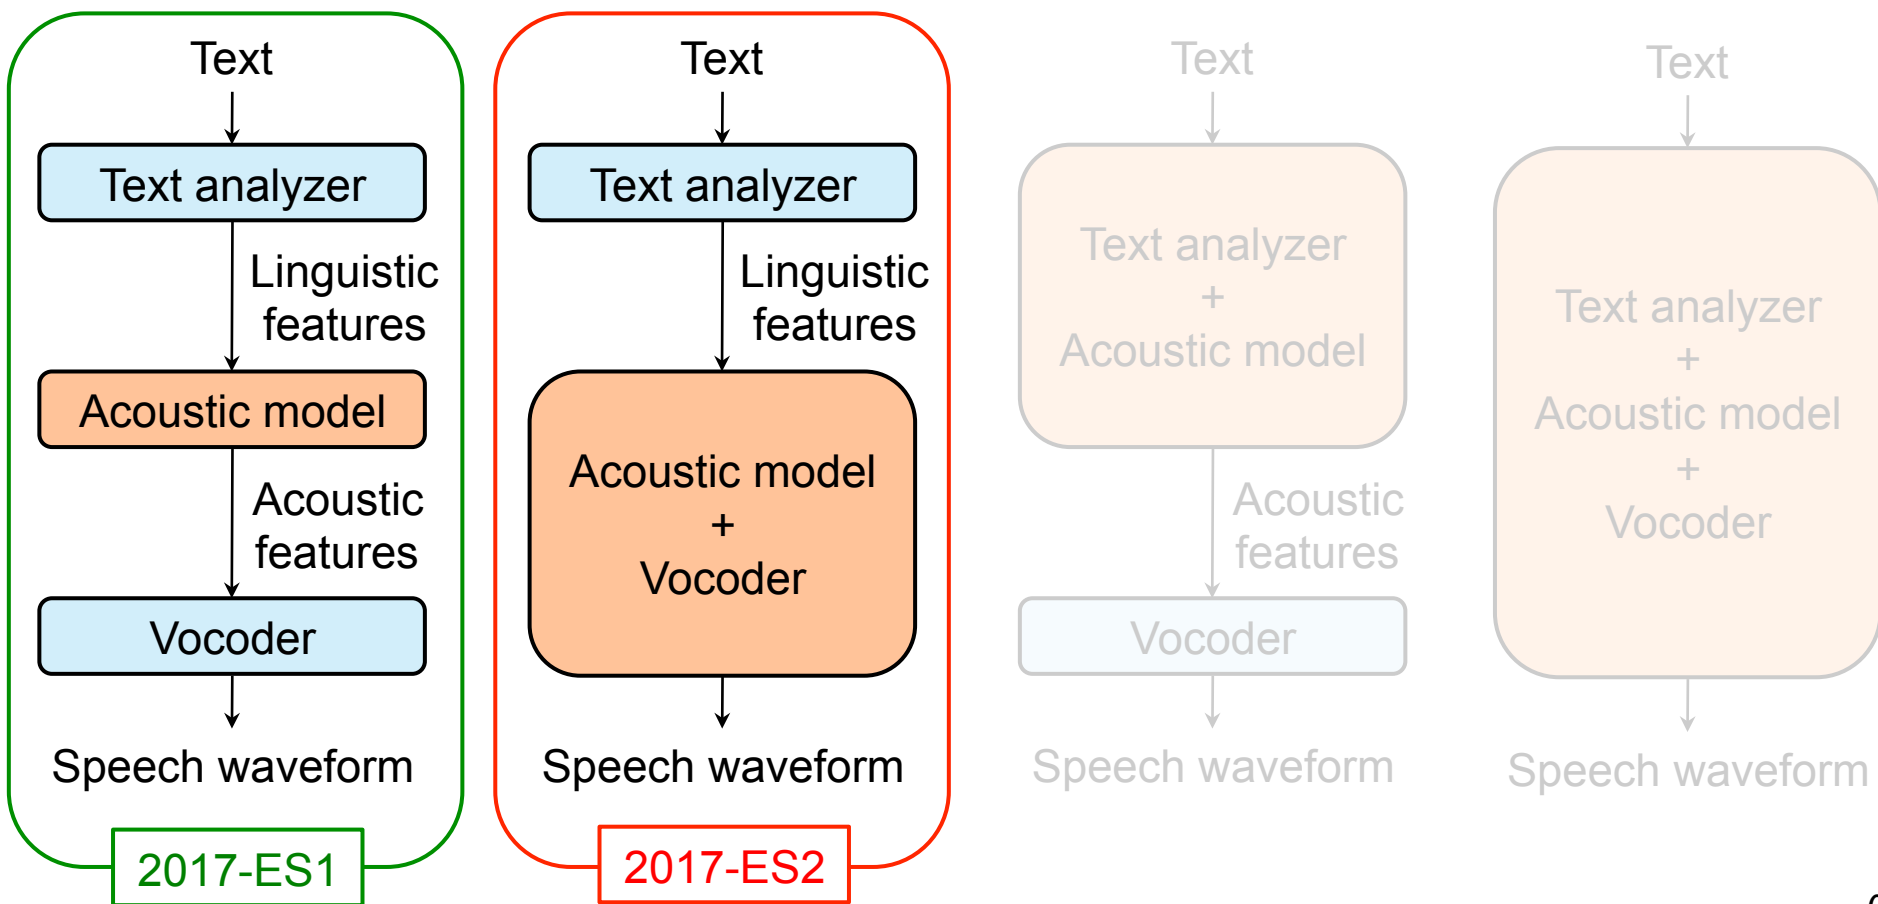 Text
Text analyzer
Linguistic
features
Acoustic model
Acoustic
features
Vocoder
Speech waveform
2017-ES1
Text
Text analyzer
Linguistic
features
Acoustic model
+
Vocoder
Speech waveform
2017-ES2
Text
Text analyzer
+
Acoustic model
Acoustic
features
Vocoder
Speech waveform
Text
Text analyzer
+
Acoustic model
+
Vocoder
Speech waveform